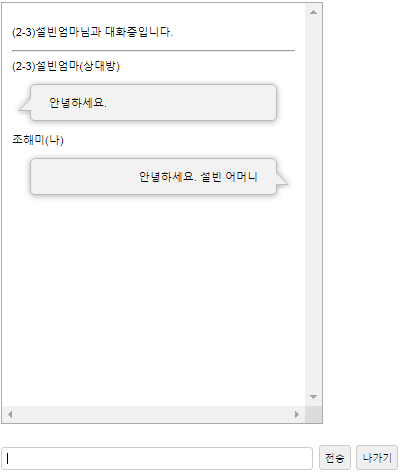 (2-3)설빈엄마님과 대화중입니다.
(2-3)설빈엄마(상대방)
안녕하세요.
조해미(나)
안녕하세요. 설빈 어머니
전송 나가기